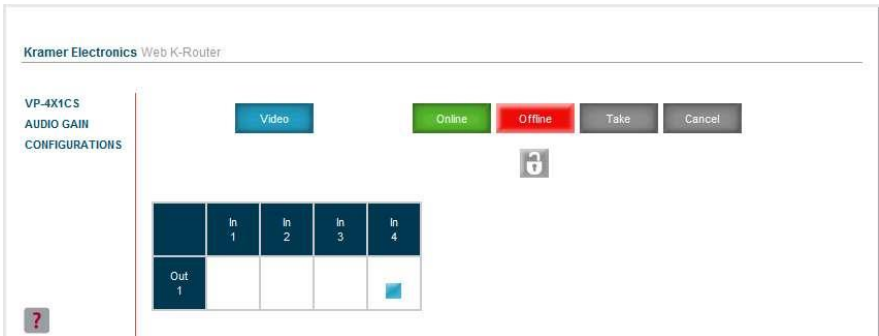 Kramer Electronics Web K-Router
VP-4X1CS
AUDIO GAIN
CONFIGURATIONS
Video
Online
Offline
Take
Cancel
In
1
In
2
In
3
In
4
Out
1
?